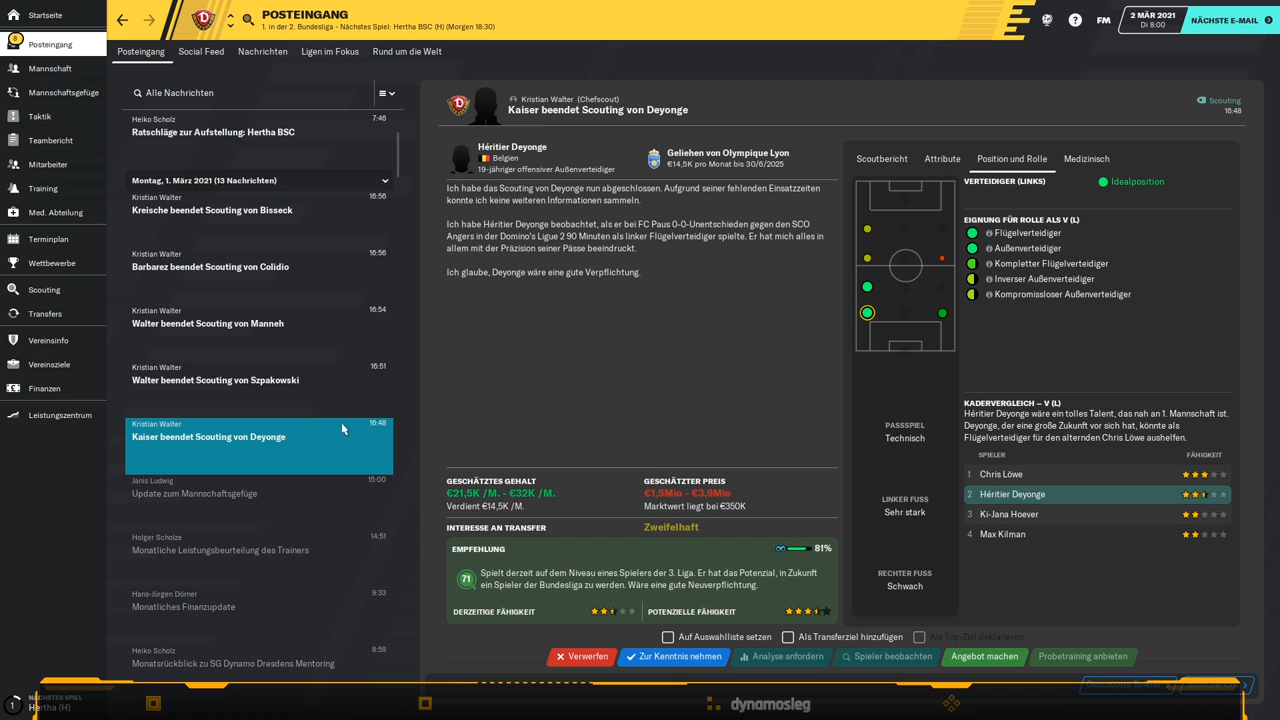 Startseite
8
Posteingang
Mannschaft
Mannschaftsgefüge
Taktik
Teambericht
Mitarbeiter
Training
Med. Abteilung
Terminplan
Wettbewerbe
Scouting
Transfers
Vereinsinfo
Vereinsziele
Finanzen
Leistungszentrum
1
NÄCHSTES SPIEL
Hertha (H)
POSTEINGANG
1. in der 2. Bundesliga - Nächstes Spiel: Hertha BSC (H) (Morgen 18:30)
FM
2 MÄR 2021
Di 8:00
NÄCHSTE E-MAIL
Posteingang
Social Feed
Nachrichten
Ligen im Fokus
Rund um die Welt
Alle Nachrichten
Heiko Scholz 7:46
Ratschläge zur Aufstellung: Hertha BSC
Montag, 1. März 2021 (13 Nachrichten)
Kristian Walter 16:56
Kreische beendet Scouting von Bisseck
Kristian Walter 16:56
Barbarez beendet Scouting von Colidio
Kristian Walter 16:54
Walter beendet Scouting von Manneh
Kristian Walter 16:51
Walter beendet Scouting von Szpakowski
Kristian Walter 16:48
Kaiser beendet Scouting von Deyonge
Janis Ludwig 15:00
Update zum Mannschaftsgefüge
Holger Scholze 14:51
Monatliche Leistungsbeurteilung des Trainers
Hans-Jürgen Dörner 9:33
Monatliches Finanzupdate
Heiko Scholz 8:59
Monatsrückblick zu SG Dynamo Dresdens Mentoring
Kristian Walter (Chefscout)
Kaiser beendet Scouting von Deyonge
Scouting
16:48
Héritier Deyonge
Belgien
19-jähriger offensiver Außenverteidiger
Geliehen von Olympique Lyon
€14,5K pro Monat bis 30/6/2025
Ich habe das Scouting von Deyonge nun abgeschlossen. Aufgrund seiner fehlenden Einsatzzeiten
konnte ich keine weiteren Informationen sammeln.
Ich habe Héritier Deyonge beobachtet, als er bei FC Paus 0-0-Unentschieden gegen den SCO
Angers in der Domino's Ligue 2 90 Minuten als linker Flügelverteidiger spielte. Er hat mich alles in
allem mit der Präzision seiner Pässe beeindruckt.
Ich glaube, Deyonge wäre eine gute Verpflichtung.
GESCHÄTZTES GEHALT
€21,5K /M. - €32K /M.
Verdient €14,5K /M.
GESCHÄTZTER PREIS
€1,5Mio - €3,9Mio
Marktwert liegt bei €350K
INTERESSE AN TRANSFER
Zweifelhaft
EMPFEHLUNG
81%
71
Spielt derzeit auf dem Niveau eines Spielers der 3. Liga. Er hat das Potenzial, in Zukunft
ein Spieler der Bundesliga zu werden. Wäre eine gute Neuverpflichtung.
DERZEITIGE FÄHIGKEIT
POTENZIELLE FÄHIGKEIT
Scoutbericht
Attribute
Position und Rolle
Medizinisch
VERTEIDIGER (LINKS)
Idealposition
EIGNUNG FÜR ROLLE ALS V (L)
Flügelverteidiger
Außenverteidiger
Kompletter Flügelverteidiger
Inverser Außenverteidiger
Kompromissloser Außenverteidiger
PASSSPIEL
Technisch
LINKER FUSS
Sehr stark
RECHTER FUSS
Schwach
KADERVERGLEICH – V (L)
Héritier Deyonge wäre ein tolles Talent, das nah an 1. Mannschaft ist.
Deyonge, der eine große Zukunft vor sich hat, könnte als
Flügelverteidiger für den alternden Chris Löwe aushelfen.
SPIELER FÄHIGKEIT
1 Chris Löwe
2 Héritier Deyonge
3 Ki-Jana Hoever
4 Max Kilman
Auf Auswahlliste setzen
Als Transferziel hinzufügen
Als Top-Ziel deklarieren
Verwerfen
Zur Kenntnis nehmen
Analyse anfordern
Spieler beobachten
Angebot machen
Probetraining anbieten
dynamosleg